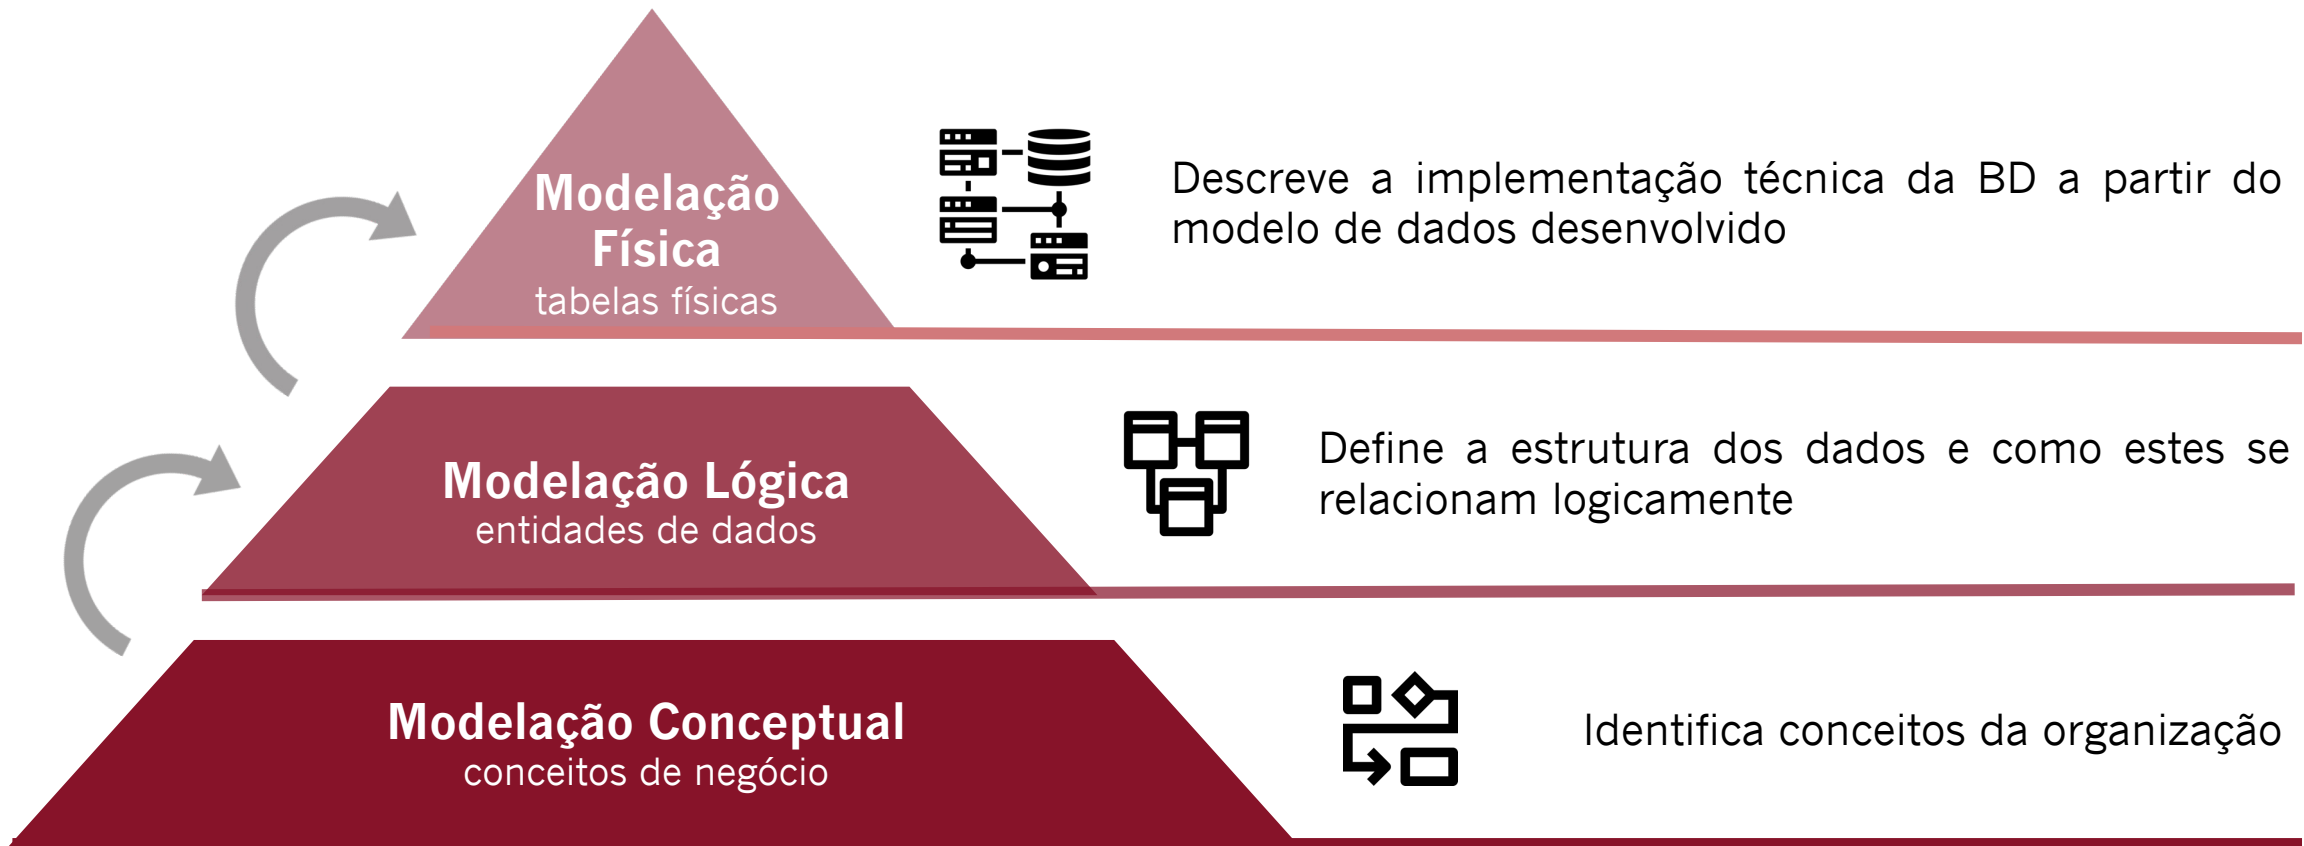 Modelação
Física
tabelas físicas
Descreve a implementação técnica da BD a partir do
modelo de dados desenvolvido
Modelação Lógica
entidades de dados
Define a estrutura dos dados e como estes se
relacionam logicamente
Modelação Conceptual
conceitos de negócio
Identifica conceitos da organização